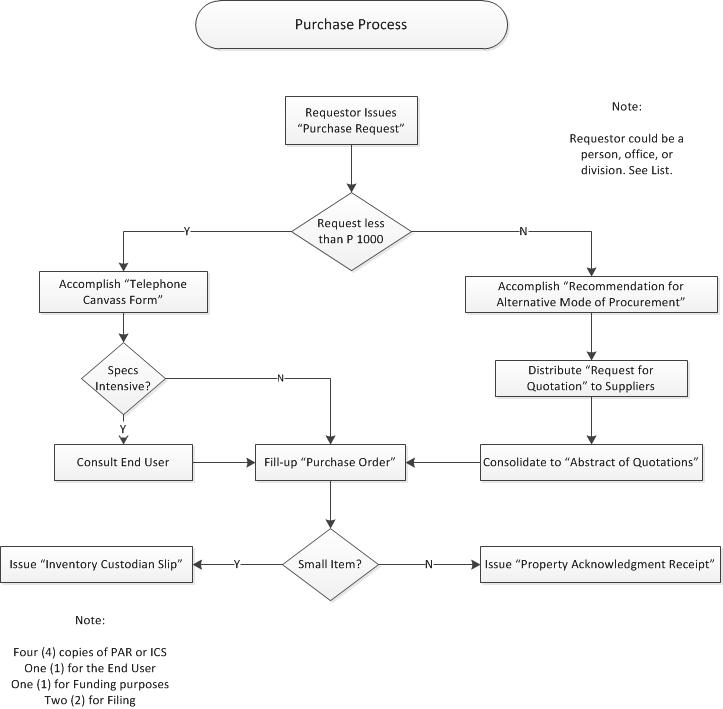 Purchase Process
Requestor Issues
“Purchase Request”
Note:
Requestor could be a
person, office, or
division. See List.
Request less
than P 1000
Y
N
Accomplish “Telephone
Canvass Form”
Accomplish “Recommendation for
Alternative Mode of Procurement”
Specs
Intensive?
N
Distribute “Request for
Quotation” to Suppliers
Y
Consult End User
Fill-up “Purchase Order”
Consolidate to “Abstract of Quotations”
Issue “Inventory Custodian Slip”
Y
Small Item?
N
Issue “Property Acknowledgment Receipt”
Note:
Four (4) copies of PAR or ICS
One (1) for the End User
One (1) for Funding purposes
Two (2) for Filing